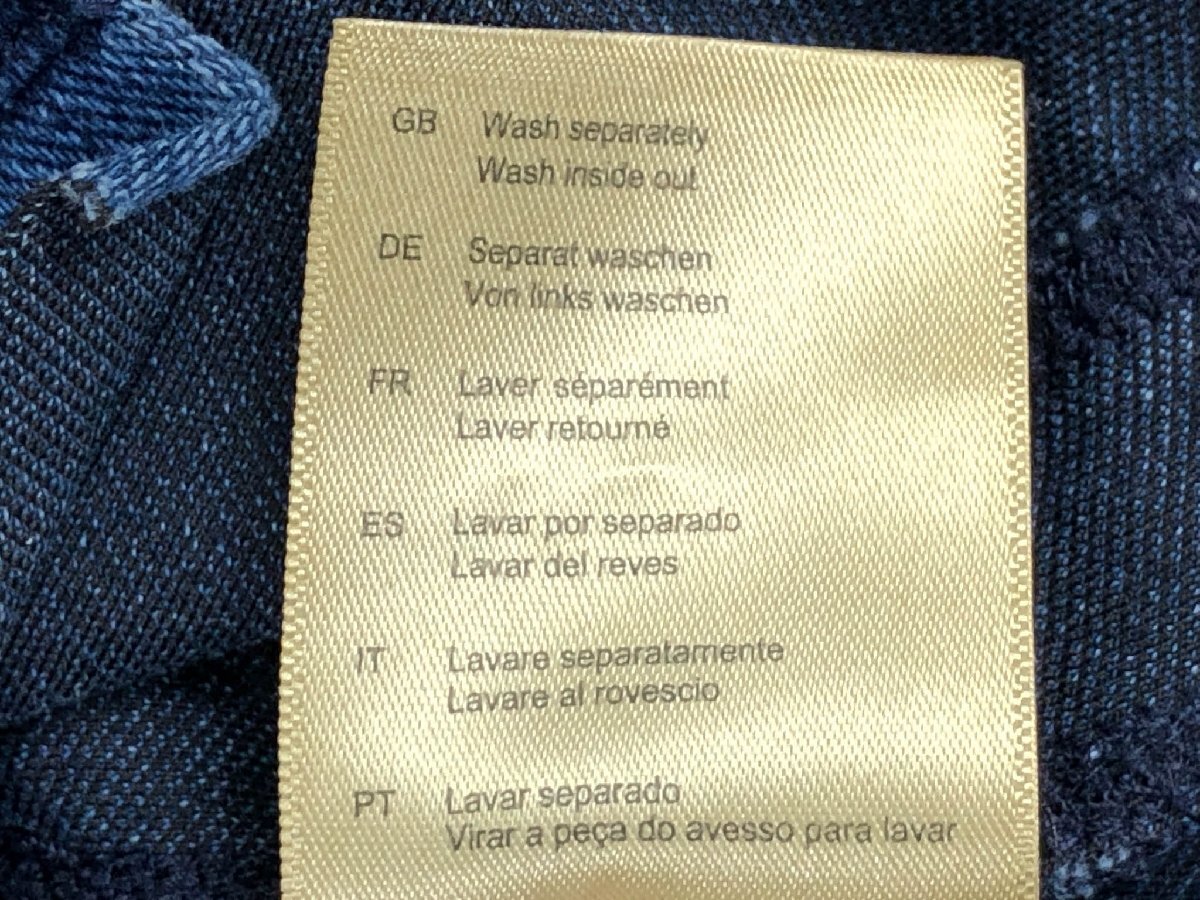 GB Wash separately
Wash inside out
DE Separat waschen
Von links waschen
FR Laver séparément
Laver retourné
ES Lavar por separado
Lavar del reves
IT Lavare separatamente
Lavare al rovescio
PT Lavar separado
Virar a peça do avesso para lavar